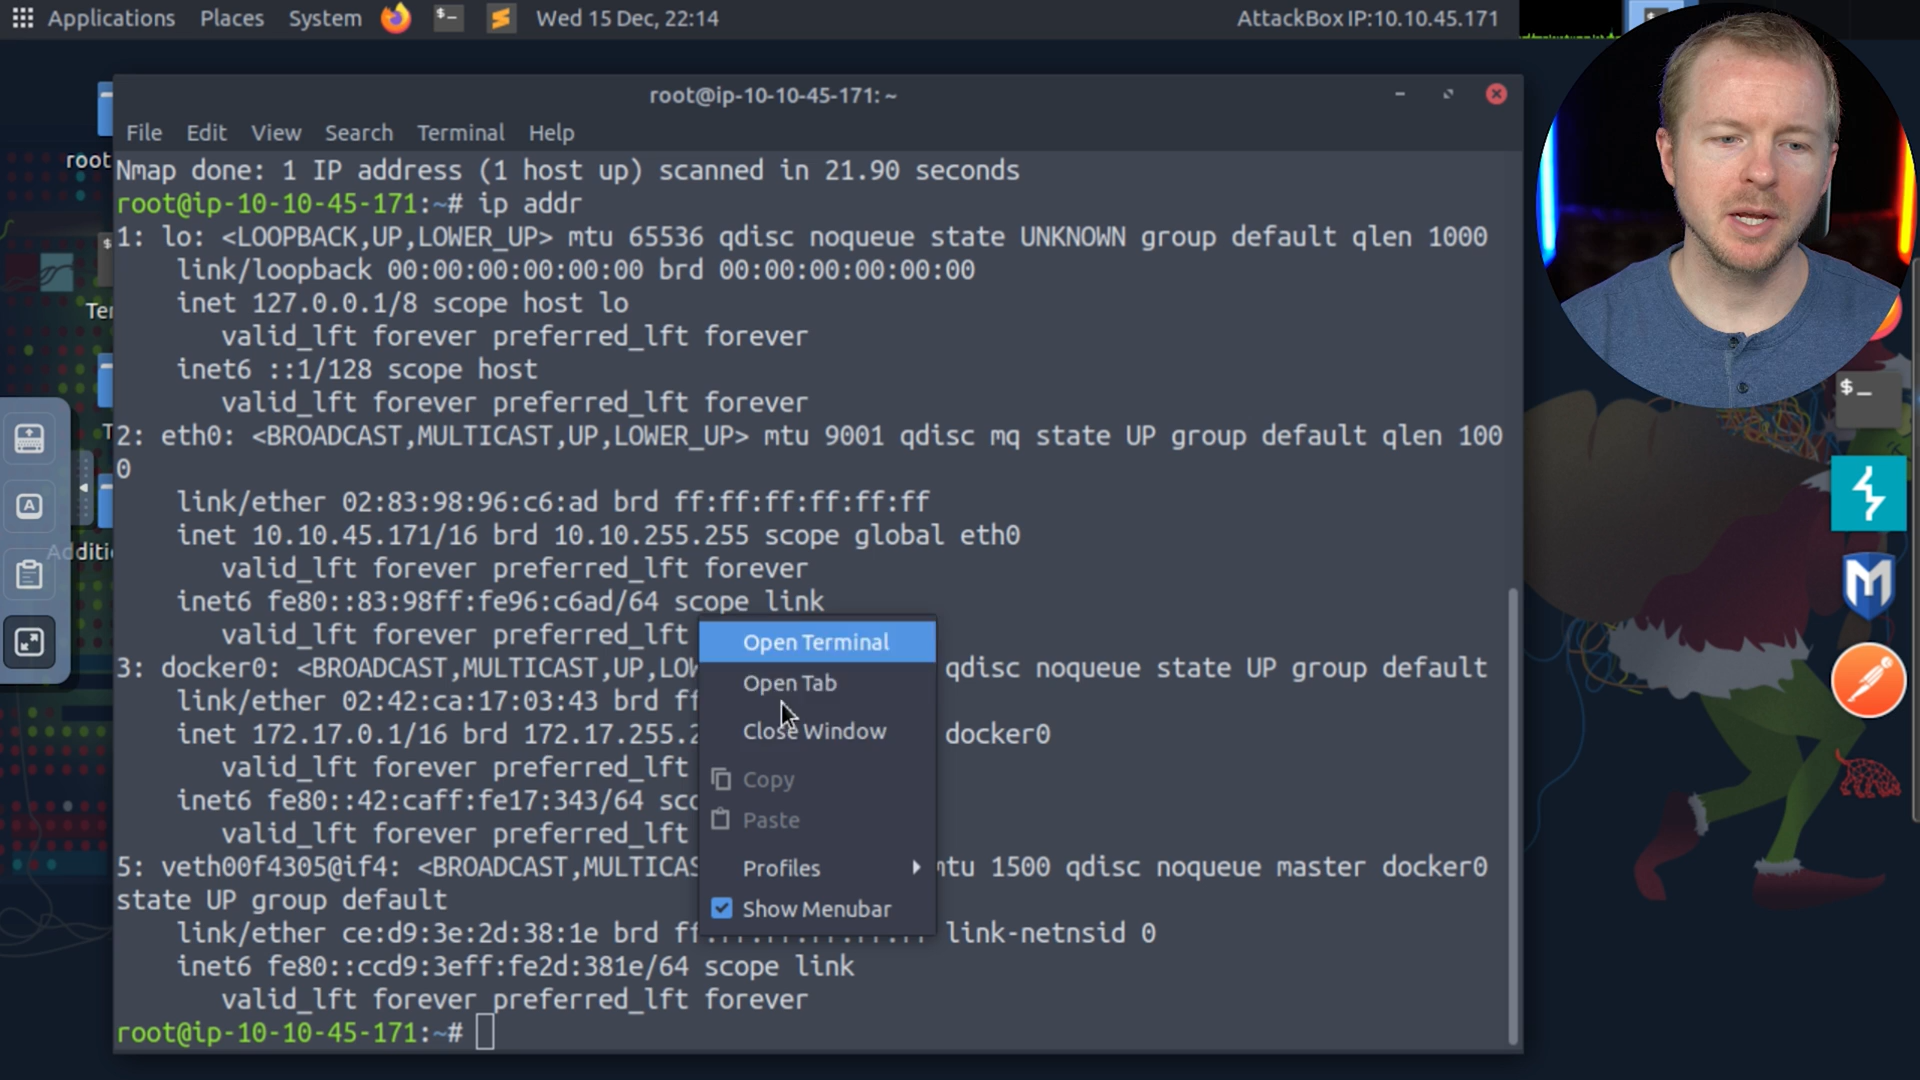 Applications Places System Wed 15 Dec, 22:14 AttackBox IP:10.10.45.171
root@ip-10-10-45-171: ~
File Edit View Search Terminal Help
root
Nmap done: 1 IP address (1 host up) scanned in 21.90 seconds
root@ip-10-10-45-171:~# ip addr
1: lo: <LOOPBACK,UP,LOWER_UP> mtu 65536 qdisc noqueue state UNKNOWN group default qlen 1000
link/loopback 00:00:00:00:00:00 brd 00:00:00:00:00:00
inet 127.0.0.1/8 scope host lo
valid_lft forever preferred_lft forever
inet6 ::1/128 scope host
valid_lft forever preferred_lft forever
2: eth0: <BROADCAST,MULTICAST,UP,LOWER_UP> mtu 9001 qdisc mq state UP group default qlen 100
0
link/ether 02:83:98:96:c6:ad brd ff:ff:ff:ff:ff:ff
inet 10.10.45.171/16 brd 10.10.255.255 scope global eth0
valid_lft forever preferred_lft forever
inet6 fe80::83:98ff:fe96:c6ad/64 scope link
valid_lft forever preferred_lft
3: docker0: <BROADCAST,MULTICAST,UP,LOW qdisc noqueue state UP group default
link/ether 02:42:ca:17:03:43 brd ff
inet 172.17.0.1/16 brd 172.17.255.2 docker0
valid_lft forever preferred_lft
inet6 fe80::42:caff:fe17:343/64 sco
valid_lft forever preferred_lft
5: veth00f4305@if4: <BROADCAST,MULTICAS mtu 1500 qdisc noqueue master docker0
state UP group default
link/ether ce:d9:3e:2d:38:1e brd ff:ff:ff:ff:ff:ff link-netnsid 0
inet6 fe80::ccd9:3eff:fe2d:381e/64 scope link
valid_lft forever preferred_lft forever
root@ip-10-10-45-171:~#
Open Terminal
Open Tab
Close Window
Copy
Paste
Profiles
Show Menubar